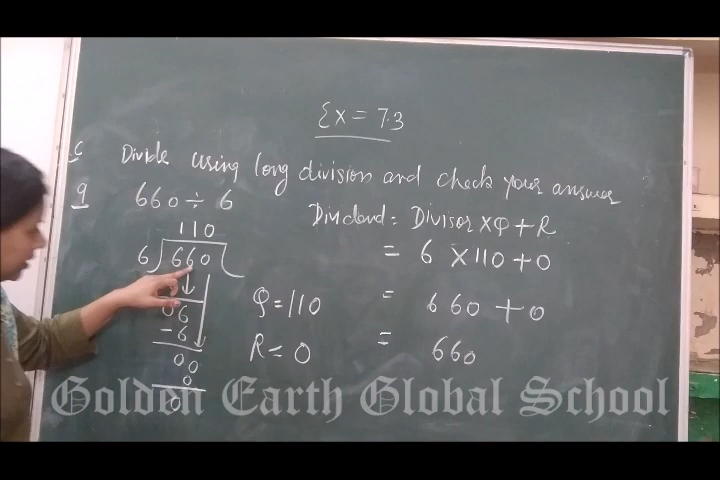 Ex = 7.3
C Divide using long division and check your answer
9 660 ÷ 6
Dividend = Divisor × Q + R
110
6)660(
= 6 × 110 + 0
06
Q = 110
= 660 + 0
-6
R = 0
= 660
00
0
0
Golden Earth Global School